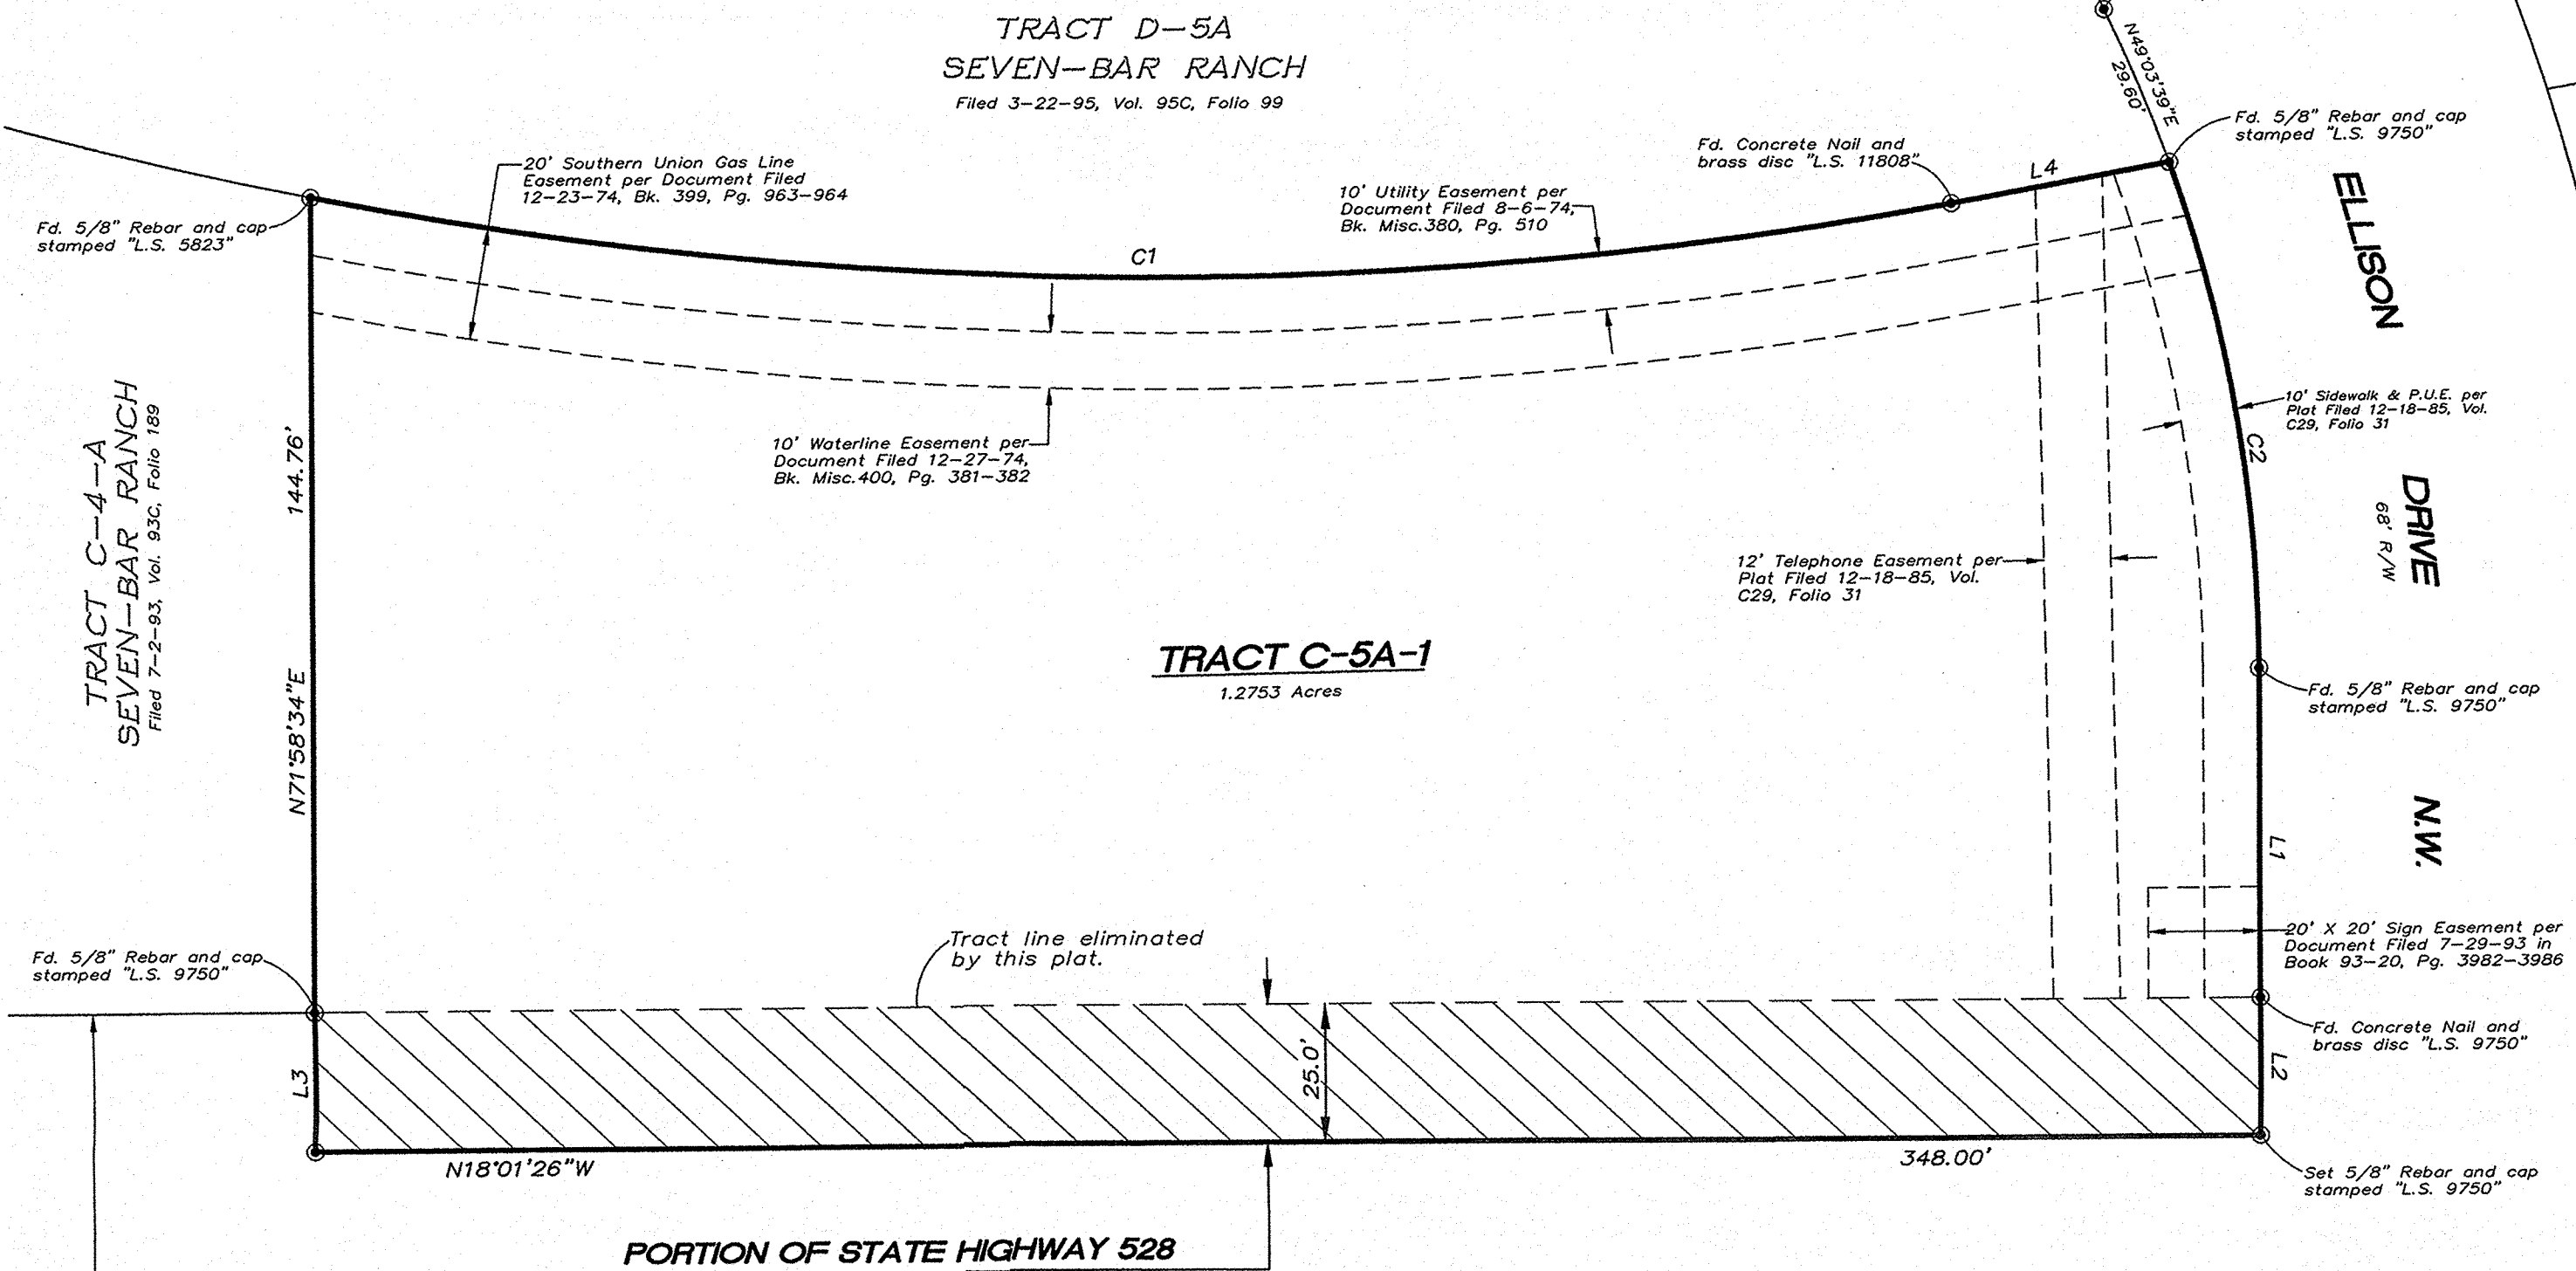 TRACT D-5A
SEVEN-BAR RANCH
Filed 3-22-95, Vol. 95C, Folio 99
N49°03'39"E
29.60'
Fd. 5/8" Rebar and cap
stamped "L.S. 9750"
Fd. Concrete Nail and
brass disc "L.S. 11808"
L4
20' Southern Union Gas Line
Easement per Document Filed
12-23-74, Bk. 399, Pg. 963-964
10' Utility Easement per
Document Filed 8-6-74,
Bk. Misc.380, Pg. 510
Fd. 5/8" Rebar and cap
stamped "L.S. 5823"
C1
ELLISON
DRIVE
N.W.
68' R/W
10' Sidewalk & P.U.E. per
Plat Filed 12-18-85, Vol.
C29, Folio 31
C2
10' Waterline Easement per
Document Filed 12-27-74,
Bk. Misc.400, Pg. 381-382
TRACT C-4-A
SEVEN-BAR RANCH
Filed 7-2-93, Vol. 93C, Folio 189
144.76'
N71°58'34"E
12' Telephone Easement per
Plat Filed 12-18-85, Vol.
C29, Folio 31
TRACT C-5A-1
1.2753 Acres
Fd. 5/8" Rebar and cap
stamped "L.S. 9750"
L1
20' X 20' Sign Easement per
Document Filed 7-29-93 in
Book 93-20, Pg. 3982-3986
Tract line eliminated
by this plat.
Fd. 5/8" Rebar and cap
stamped "L.S. 9750"
Fd. Concrete Nail and
brass disc "L.S. 9750"
L3
25.0'
L2
N18°01'26"W
348.00'
Set 5/8" Rebar and cap
stamped "L.S. 9750"
PORTION OF STATE HIGHWAY 528